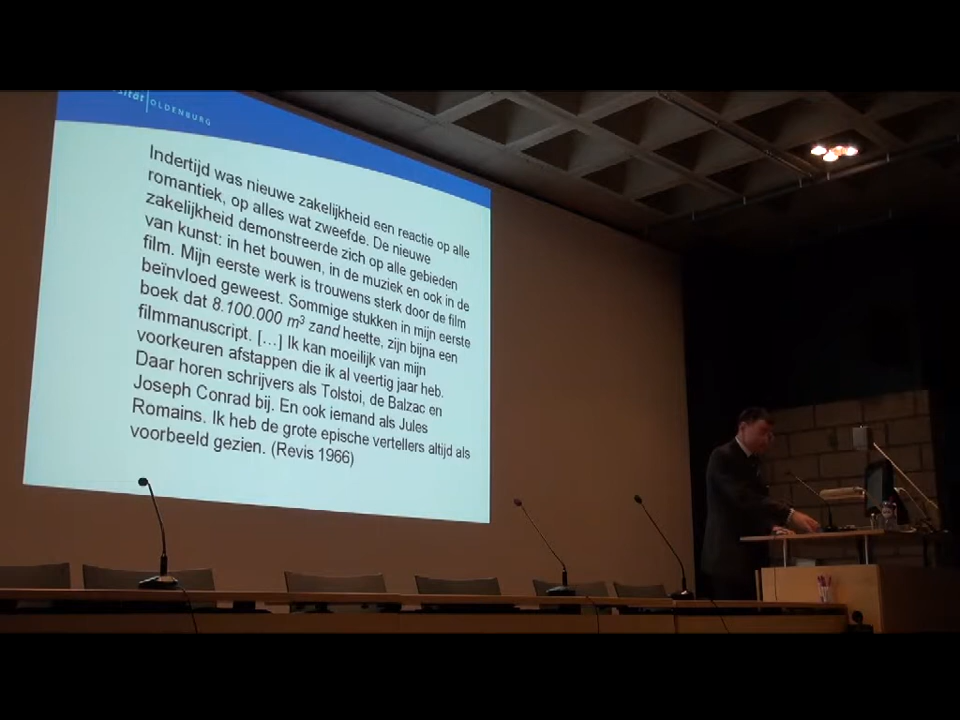 OLDENBURG
Indertijd was nieuwe zakelijkheid een reactie op alle
romantiek, op alles wat zweefde. De nieuwe
zakelijkheid demonstreerde zich op alle gebieden
van kunst: in het bouwen, in de muziek en ook in de
film. Mijn eerste werk is trouwens sterk door de film
beïnvloed geweest. Sommige stukken in mijn eerste
boek dat 8.100.000 m³ zand heette, zijn bijna een
filmmanuscript. [...] Ik kan moeilijk van mijn
voorkeuren afstappen die ik al veertig jaar heb.
Daar horen schrijvers als Tolstoi, de Balzac en
Joseph Conrad bij. En ook iemand als Jules
Romains. Ik heb de grote epische vertellers altijd als
voorbeeld gezien. (Revis 1966)